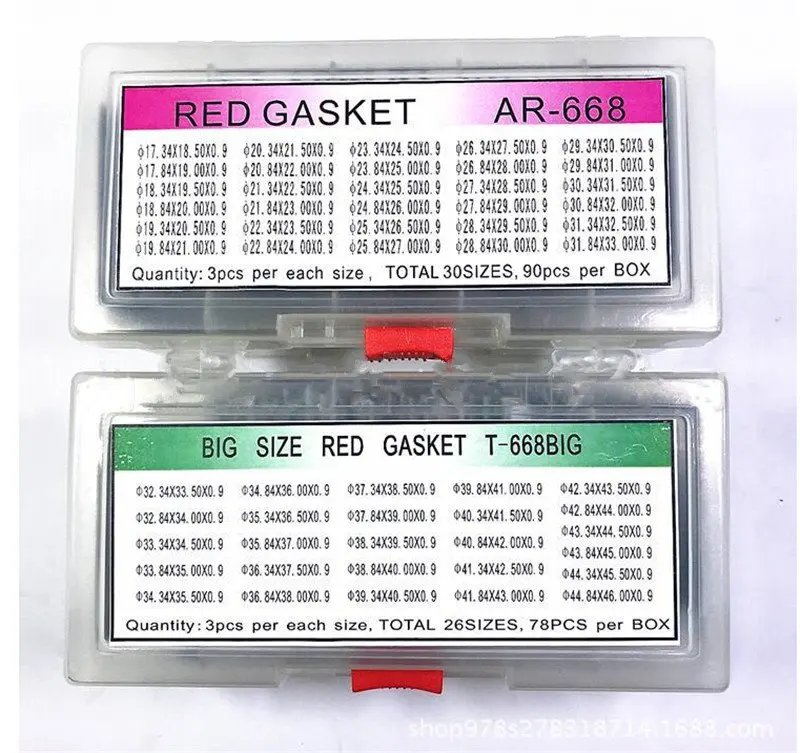 RED GASKET AR-668
ϕ17.34X18.50X0.9 ϕ20.34X21.50X0.9 ϕ23.34X24.50X0.9 ϕ26.34X27.50X0.9 ϕ29.34X30.50X0.9
ϕ17.84X19.00X0.9 ϕ20.84X22.00X0.9 ϕ23.84X25.00X0.9 ϕ26.84X28.00X0.9 ϕ29.84X31.00X0.9
ϕ18.34X19.50X0.9 ϕ21.34X22.50X0.9 ϕ24.34X25.50X0.9 ϕ27.34X28.50X0.9 ϕ30.34X31.50X0.9
ϕ18.84X20.00X0.9 ϕ21.84X23.00X0.9 ϕ24.84X26.00X0.9 ϕ27.84X29.00X0.9 ϕ30.84X32.00X0.9
ϕ19.34X20.50X0.9 ϕ22.34X23.50X0.9 ϕ25.34X26.50X0.9 ϕ28.34X29.50X0.9 ϕ31.34X32.50X0.9
ϕ19.84X21.00X0.9 ϕ22.84X24.00X0.9 ϕ25.84X27.00X0.9 ϕ28.84X30.00X0.9 ϕ31.84X33.00X0.9
Quantity: 3pcs per each size, TOTAL 30SIZES, 90pcs per BOX
BIG SIZE RED GASKET T-668BIG
Φ32.34X33.50X0.9 Φ34.84X36.00X0.9 Φ37.34X38.50X0.9 Φ39.84X41.00X0.9 Φ42.34X43.50X0.9
Φ32.84X34.00X0.9 Φ35.34X36.50X0.9 Φ37.84X39.00X0.9 Φ40.34X41.50X0.9 Φ42.84X44.00X0.9
Φ43.34X44.50X0.9
Φ33.34X34.50X0.9 Φ35.84X37.00X0.9 Φ38.34X39.50X0.9 Φ40.84X42.00X0.9 Φ43.84X45.00X0.9
Φ33.84X35.00X0.9 Φ36.34X37.50X0.9 Φ38.84X40.00X0.9 Φ41.34X42.50X0.9 Φ44.34X45.50X0.9
Φ34.34X35.50X0.9 Φ36.84X38.00X0.9 Φ39.34X40.50X0.9 Φ41.84X43.00X0.9 Φ44.84X46.00X0.9
Quantity: 3pcs per each size, TOTAL 26SIZES, 78PCS per BOX
shop978s278318714.1688.com